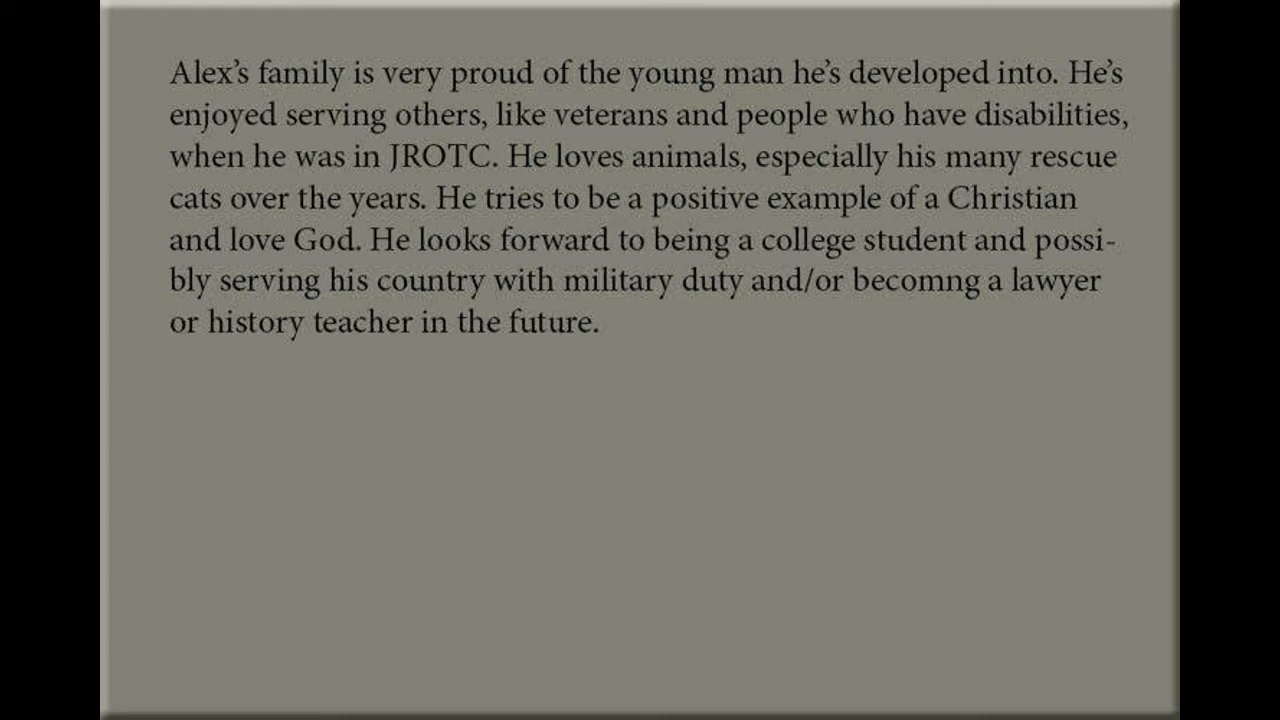 Alex’s family is very proud of the young man he’s developed into. He’s
enjoyed serving others, like veterans and people who have disabilities,
when he was in JROTC. He loves animals, especially his many rescue
cats over the years. He tries to be a positive example of a Christian
and love God. He looks forward to being a college student and possi-
bly serving his country with military duty and/or becomng a lawyer
or history teacher in the future.